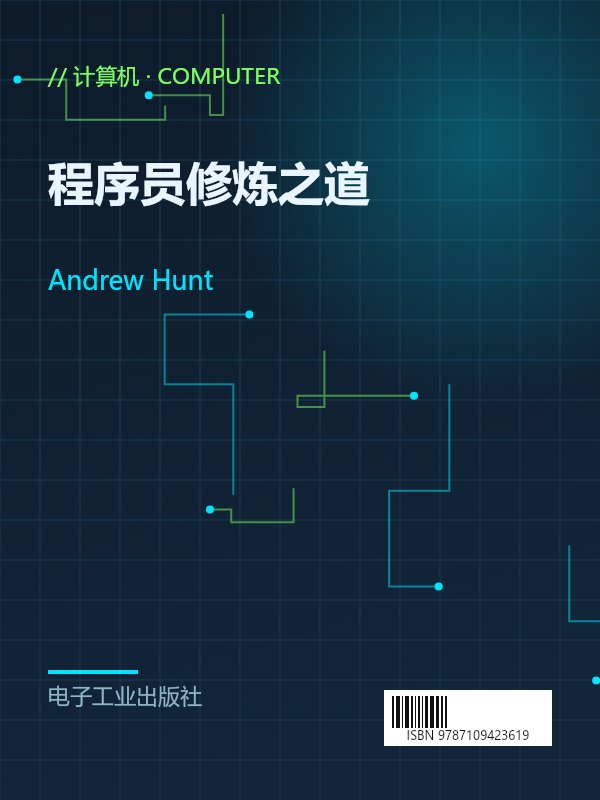 // 计算机 · COMPUTER
程序员修炼之道
Andrew Hunt
电子工业出版社
ISBN 9787109423619